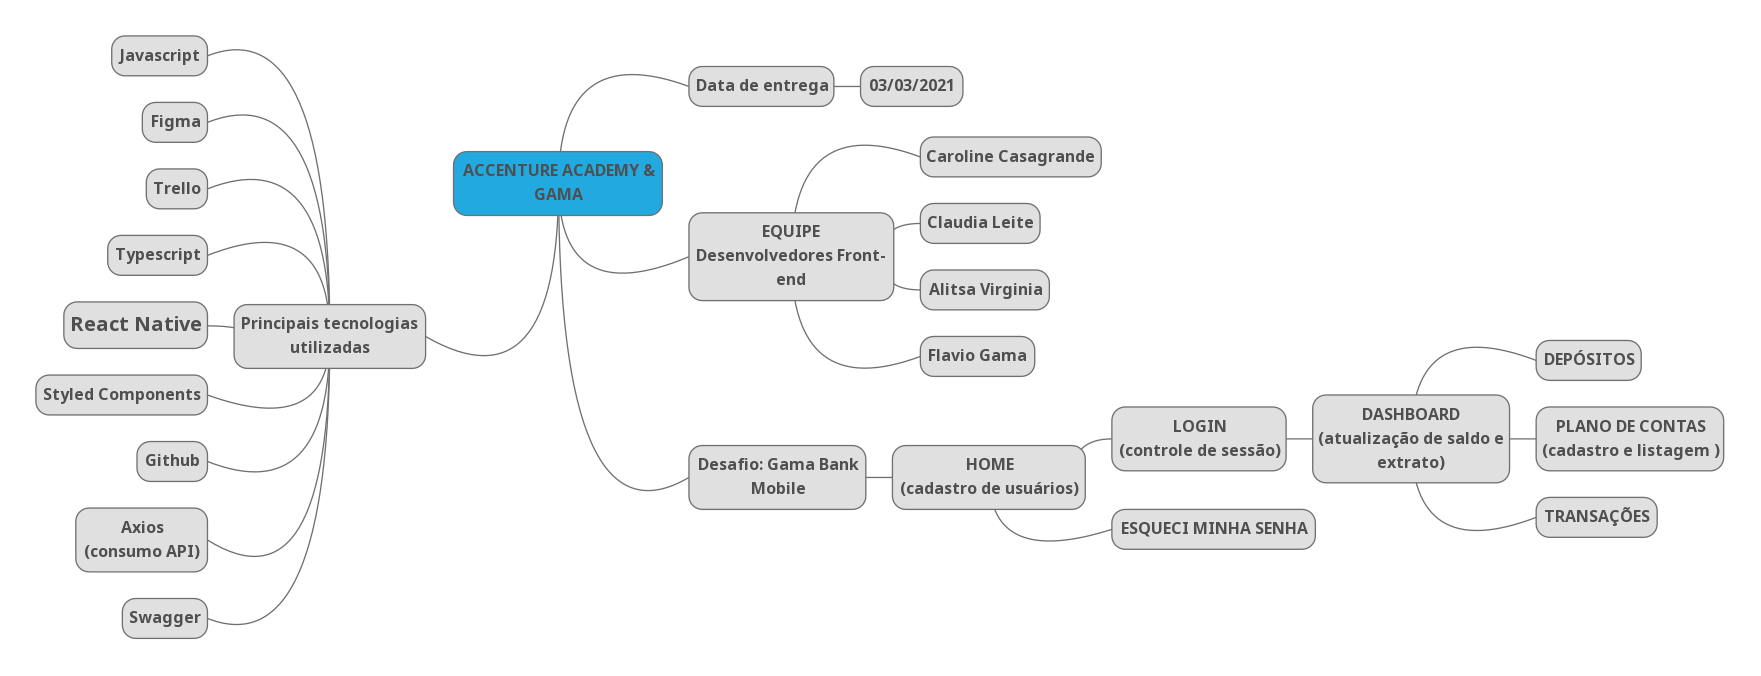 Javascript
Figma
Trello
Typescript
React Native
Styled Components
Github
Axios
(consumo API)
Swagger
Principais tecnologias
utilizadas
ACCENTURE ACADEMY &
GAMA
Data de entrega
03/03/2021
EQUIPE
Desenvolvedores Front-
end
Caroline Casagrande
Claudia Leite
Alitsa Virginia
Flavio Gama
Desafio: Gama Bank
Mobile
HOME
(cadastro de usuários)
LOGIN
(controle de sessão)
ESQUECI MINHA SENHA
DASHBOARD
(atualização de saldo e
extrato)
DEPÓSITOS
PLANO DE CONTAS
(cadastro e listagem )
TRANSAÇÕES